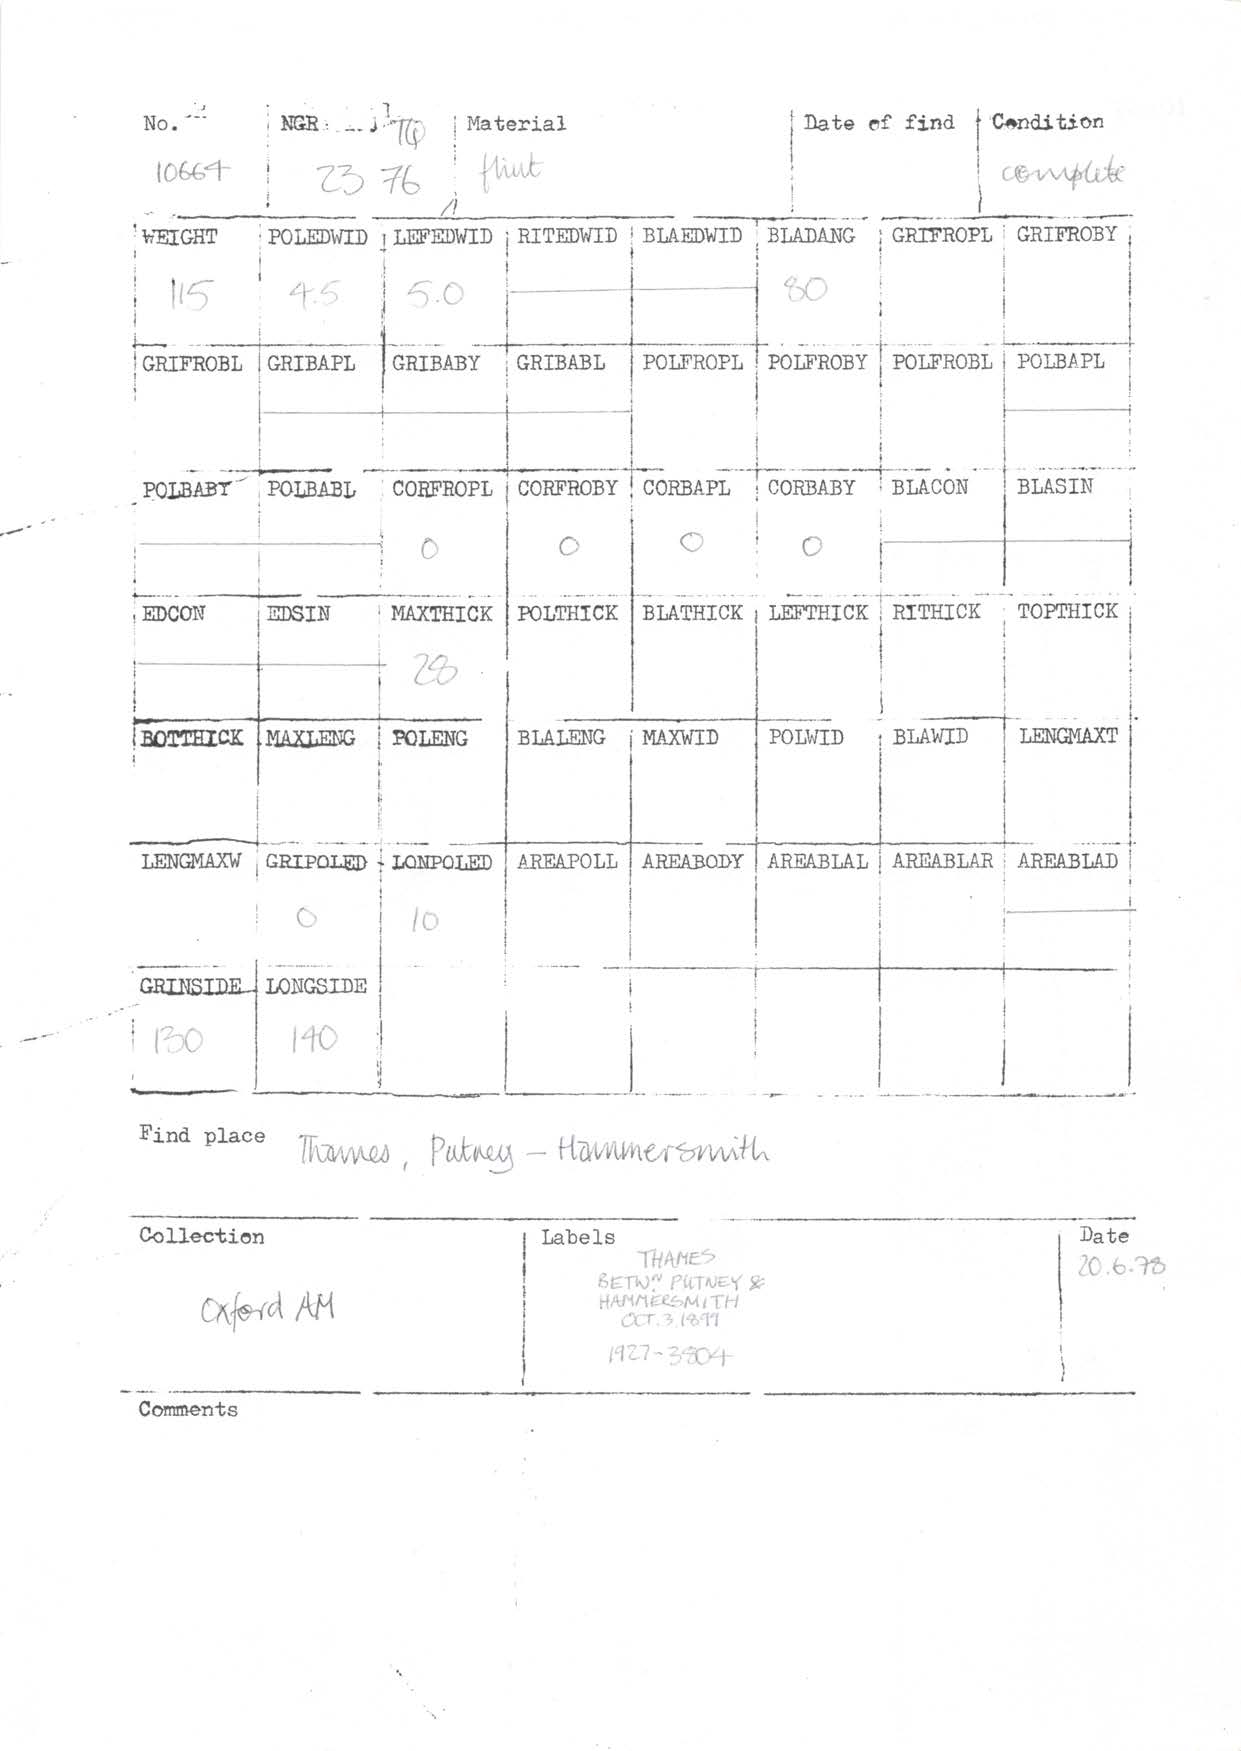 No. NGR TQ Material Date of find Condition
10664 23 76 flint complete
WEIGHT POLEDWID LEFEDWID RITEDWID BLAEDWID BLADANG GRIFROPL GRIFROBY
115 4.5 5.0 80
GRIFROBL GRIBAPL GRIBABY GRIBABL POLFROPL POLFROBY POLFROBL POLBAPL
POLBABY POLBABL CORFROPL CORFROBY CORBAPL CORBABY BLACON BLASIN
0 0 0 0
EDCON EDSIN MAXTHICK POLTHICK BLATHICK LEFTHICK RITHICK TOPTHICK
28
BOTTHICK MAXLENG POLENG BLALENG MAXWID POLWID BLAWID LENGMAXT
LENGMAXW GRIPOLED LONPOLED AREAPOLL AREABODY AREABLAL AREABLAR AREABLAD
0 10
GRINSIDE LONGSIDE
130 140
Find place Thames, Putney – Hammersmith
Collection Labels Date
THAMES 20.6.78
BETWN PUTNEY &
HAMMERSMITH
Oxford AM
OCT. 3. 1899
1927-3804
Comments